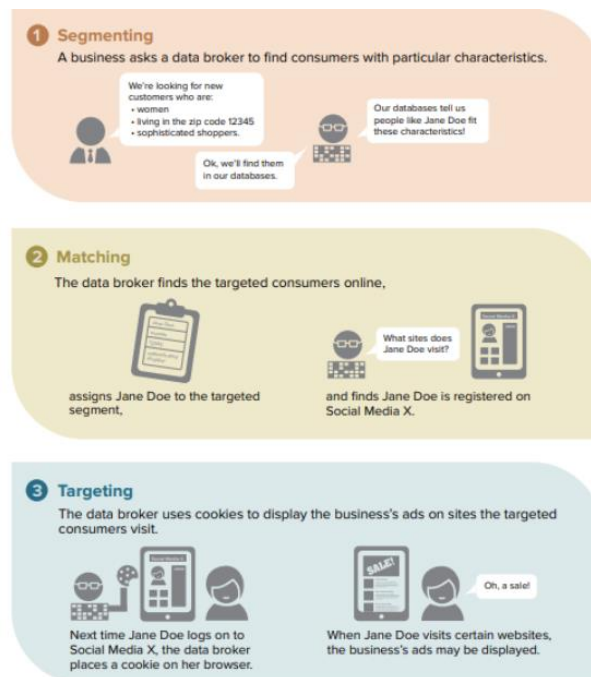 1 Segmenting
A business asks a data broker to find consumers with particular characteristics.
We're looking for new
customers who are:
• women
• living in the zip code 12345
• sophisticated shoppers.
Our databases tell us
people like Jane Doe fit
these characteristics!
Ok, we'll find them
in our databases.
2 Matching
The data broker finds the targeted consumers online,
Jane Doe
12345
Social Media X
What sites does
Jane Doe visit?
assigns Jane Doe to the targeted
segment,
and finds Jane Doe is registered on
Social Media X.
3 Targeting
The data broker uses cookies to display the business's ads on sites the targeted
consumers visit.
Social Media X
SALE!
Oh, a sale!
Next time Jane Doe logs on to
Social Media X, the data broker
places a cookie on her browser.
When Jane Doe visits certain websites,
the business's ads may be displayed.